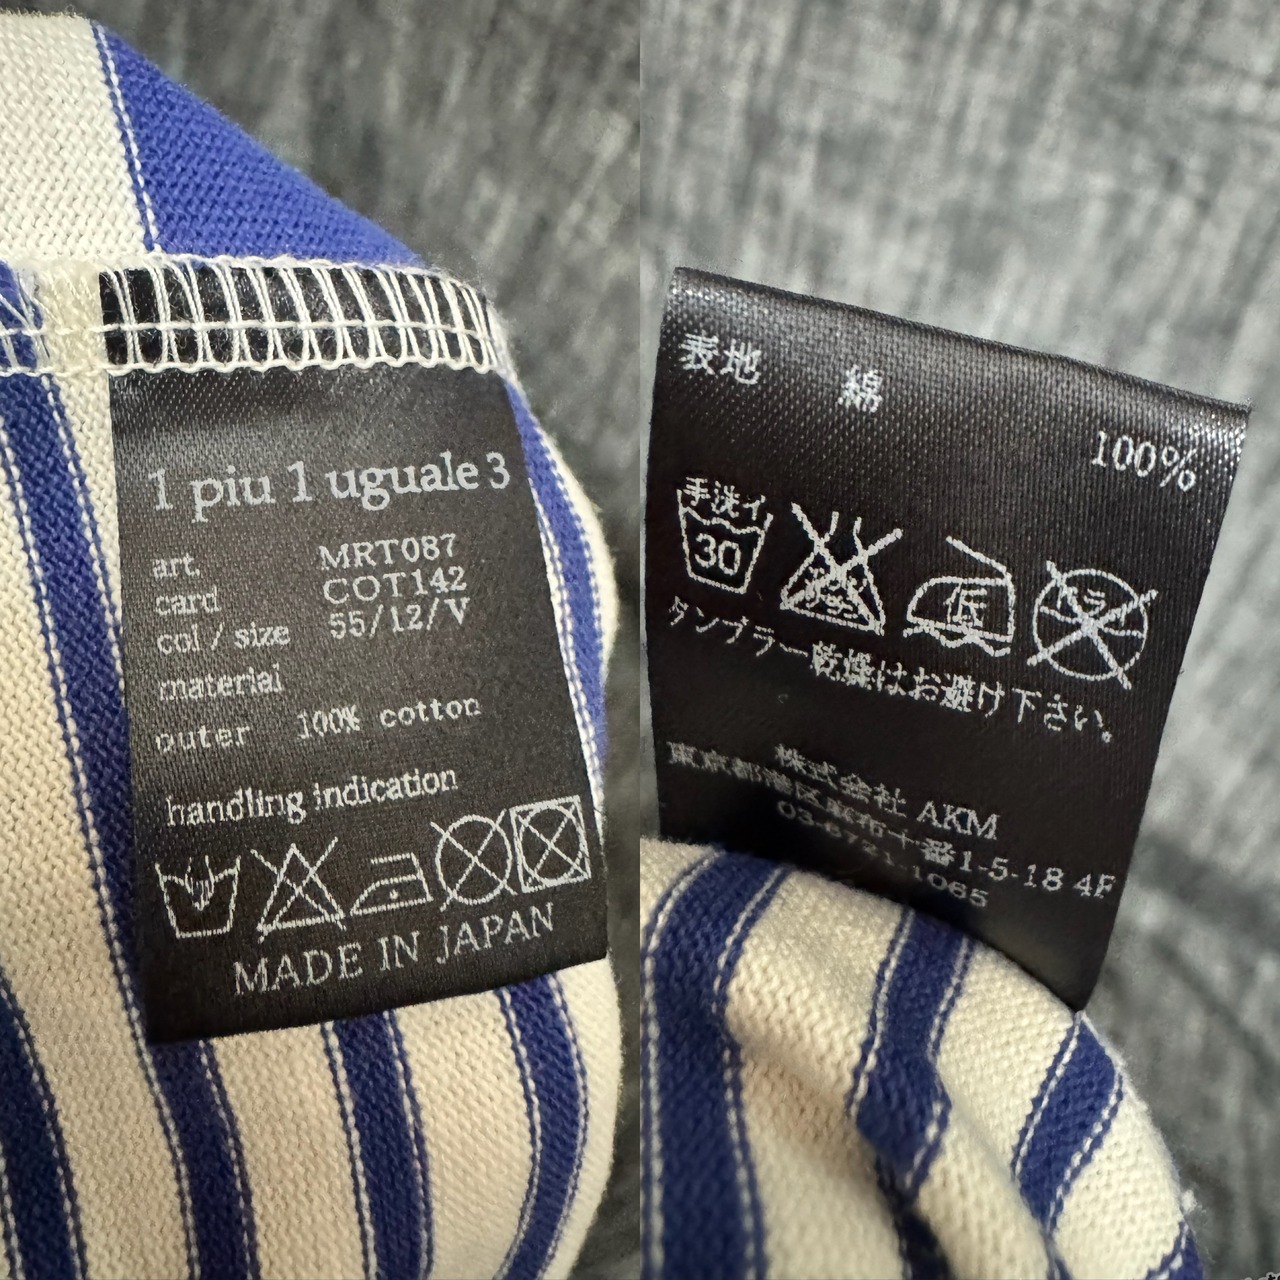 1 piu 1 uguale 3
art. MRT087
card COT142
col / size 55/12/V
material
outer 100% cotton
handling indication
MADE IN JAPAN
表地 綿
100%
手洗イ
30
低
タンブラー乾燥はお避け下さい。
株式会社 AKM
東京都港区麻布十番1-5-18 4F
1065